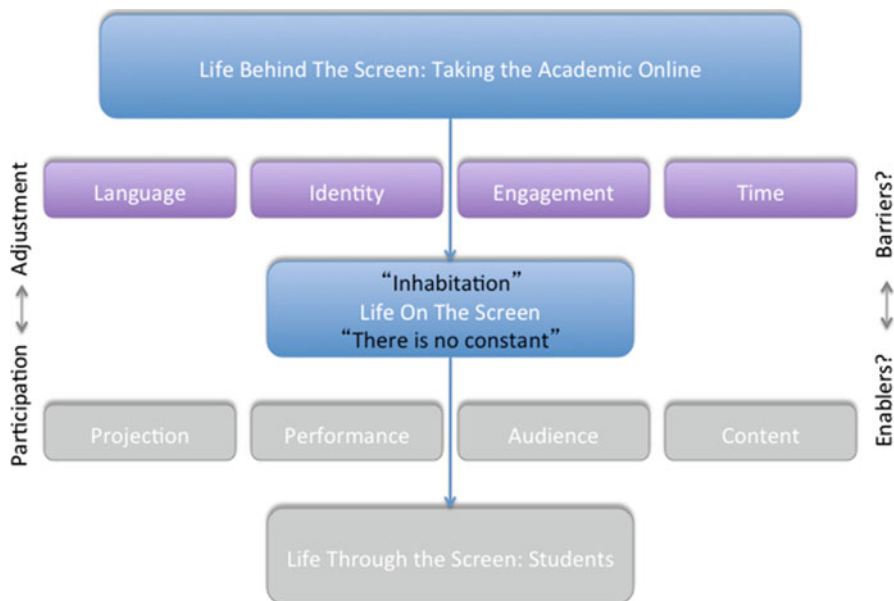 Life Behind The Screen: Taking the Academic Online
Adjustment
Language
Identity
Engagement
Time
Barriers?
“Inhabitation”
Life On The Screen
“There is no constant”
Participation
Projection
Performance
Audience
Content
Enablers?
Life Through the Screen: Students